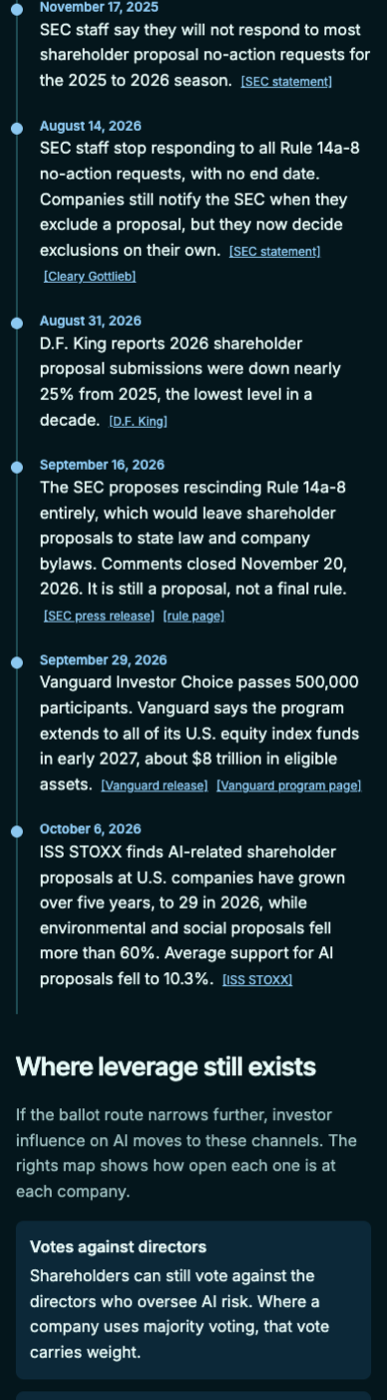 November 17, 2025
SEC staff say they will not respond to most
shareholder proposal no-action requests for
the 2025 to 2026 season. [SEC statement]
August 14, 2026
SEC staff stop responding to all Rule 14a-8
no-action requests, with no end date.
Companies still notify the SEC when they
exclude a proposal, but they now decide
exclusions on their own. [SEC statement]
[Cleary Gottlieb]
August 31, 2026
D.F. King reports 2026 shareholder
proposal submissions were down nearly
25% from 2025, the lowest level in a
decade. [D.F. King]
September 16, 2026
The SEC proposes rescinding Rule 14a-8
entirely, which would leave shareholder
proposals to state law and company
bylaws. Comments closed November 20,
2026. It is still a proposal, not a final rule.
[SEC press release] [rule page]
September 29, 2026
Vanguard Investor Choice passes 500,000
participants. Vanguard says the program
extends to all of its U.S. equity index funds
in early 2027, about $8 trillion in eligible
assets. [Vanguard release] [Vanguard program page]
October 6, 2026
ISS STOXX finds AI-related shareholder
proposals at U.S. companies have grown
over five years, to 29 in 2026, while
environmental and social proposals fell
more than 60%. Average support for AI
proposals fell to 10.3%. [ISS STOXX]
Where leverage still exists
If the ballot route narrows further, investor
influence on AI moves to these channels. The
rights map shows how open each one is at
each company.
Votes against directors
Shareholders can still vote against the
directors who oversee AI risk. Where a
company uses majority voting, that vote
carries weight.